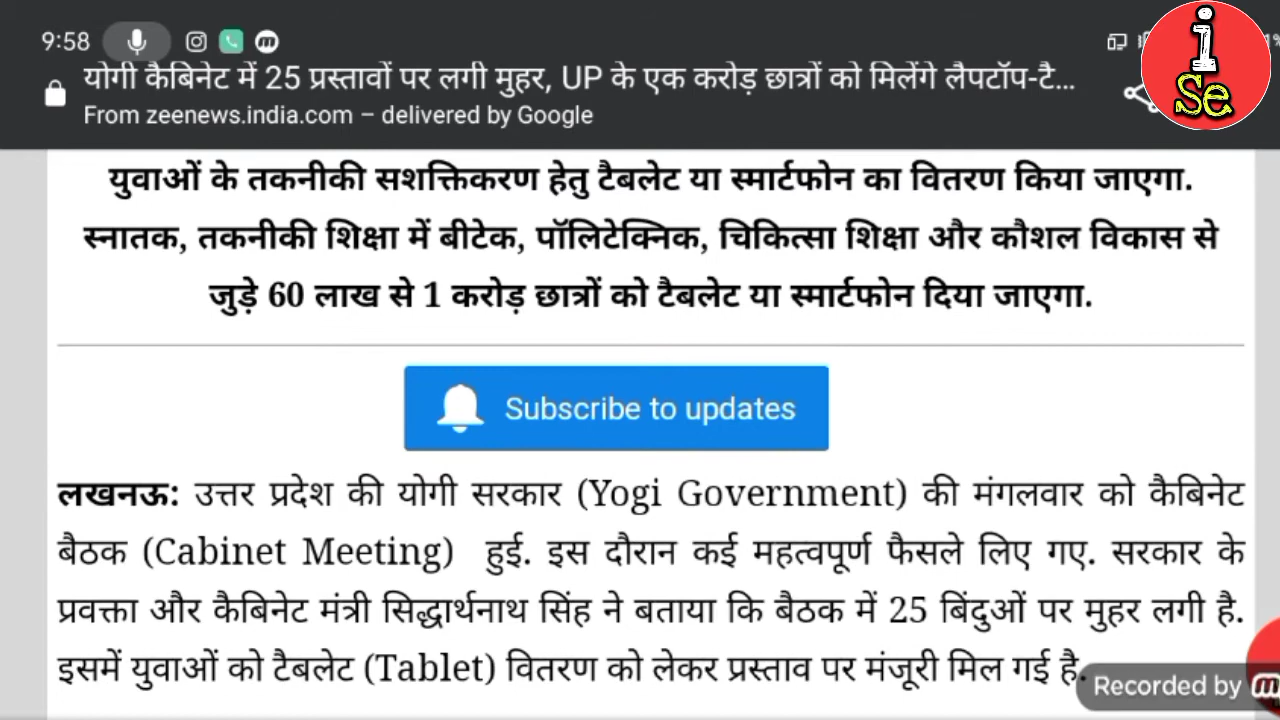 9:58
i
Se
योगी कैबिनेट में 25 प्रस्तावों पर लगी मुहर, UP के एक करोड़ छात्रों को मिलेंगे लैपटॉप-टै...
From zeenews.india.com – delivered by Google
युवाओं के तकनीकी सशक्तिकरण हेतु टैबलेट या स्मार्टफोन का वितरण किया जाएगा.
स्नातक, तकनीकी शिक्षा में बीटेक, पॉलिटेक्निक, चिकित्सा शिक्षा और कौशल विकास से
जुड़े 60 लाख से 1 करोड़ छात्रों को टैबलेट या स्मार्टफोन दिया जाएगा.
Subscribe to updates
लखनऊ: उत्तर प्रदेश की योगी सरकार (Yogi Government) की मंगलवार को कैबिनेट
बैठक (Cabinet Meeting) हुई. इस दौरान कई महत्वपूर्ण फैसले लिए गए. सरकार के
प्रवक्ता और कैबिनेट मंत्री सिद्धार्थनाथ सिंह ने बताया कि बैठक में 25 बिंदुओं पर मुहर लगी है.
इसमें युवाओं को टैबलेट (Tablet) वितरण को लेकर प्रस्ताव पर मंजूरी मिल गई है.
Recorded by m